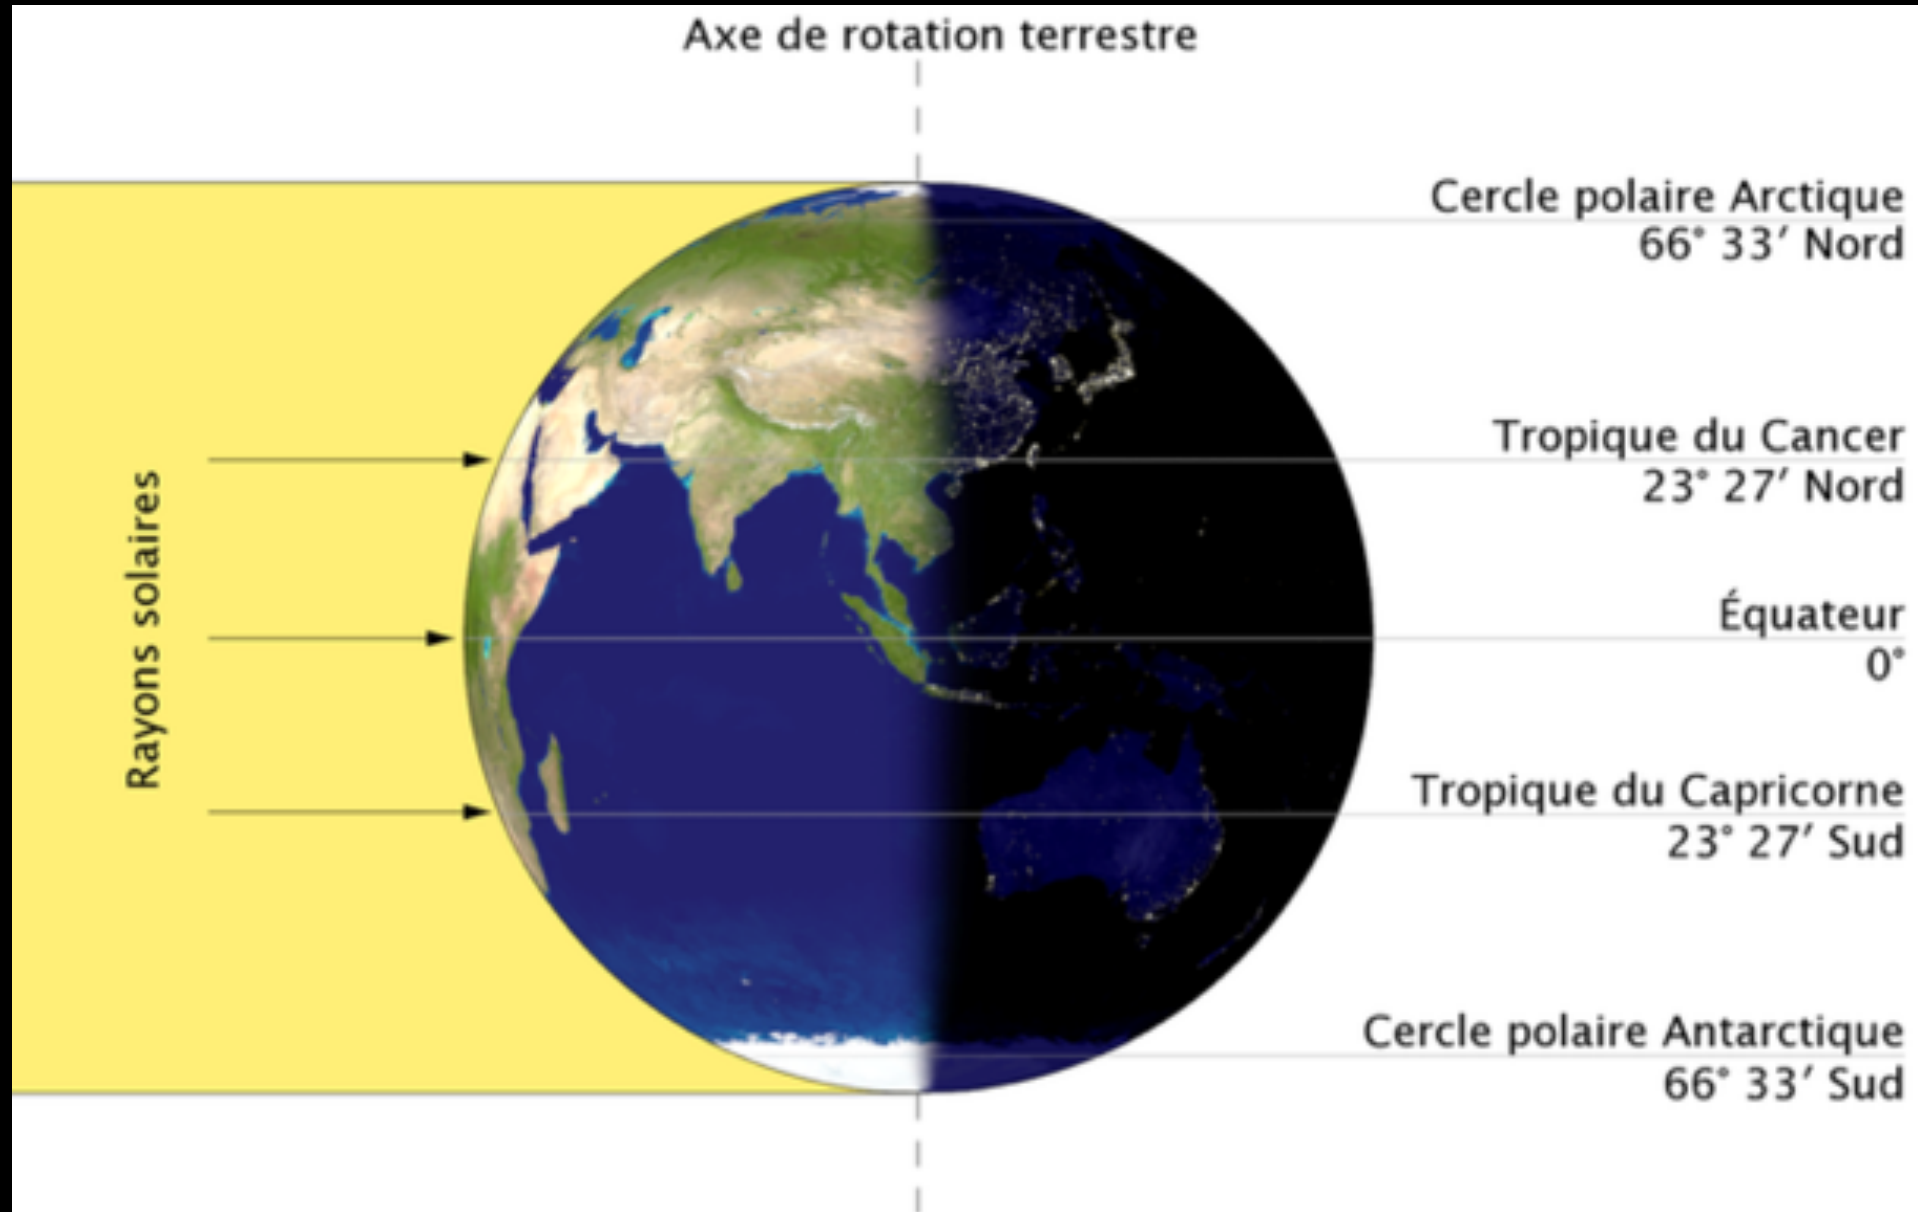 Axe de rotation terrestre
Cercle polaire Arctique
66° 33′ Nord
Tropique du Cancer
23° 27′ Nord
Rayons solaires
Équateur
0°
Tropique du Capricorne
23° 27′ Sud
Cercle polaire Antarctique
66° 33′ Sud